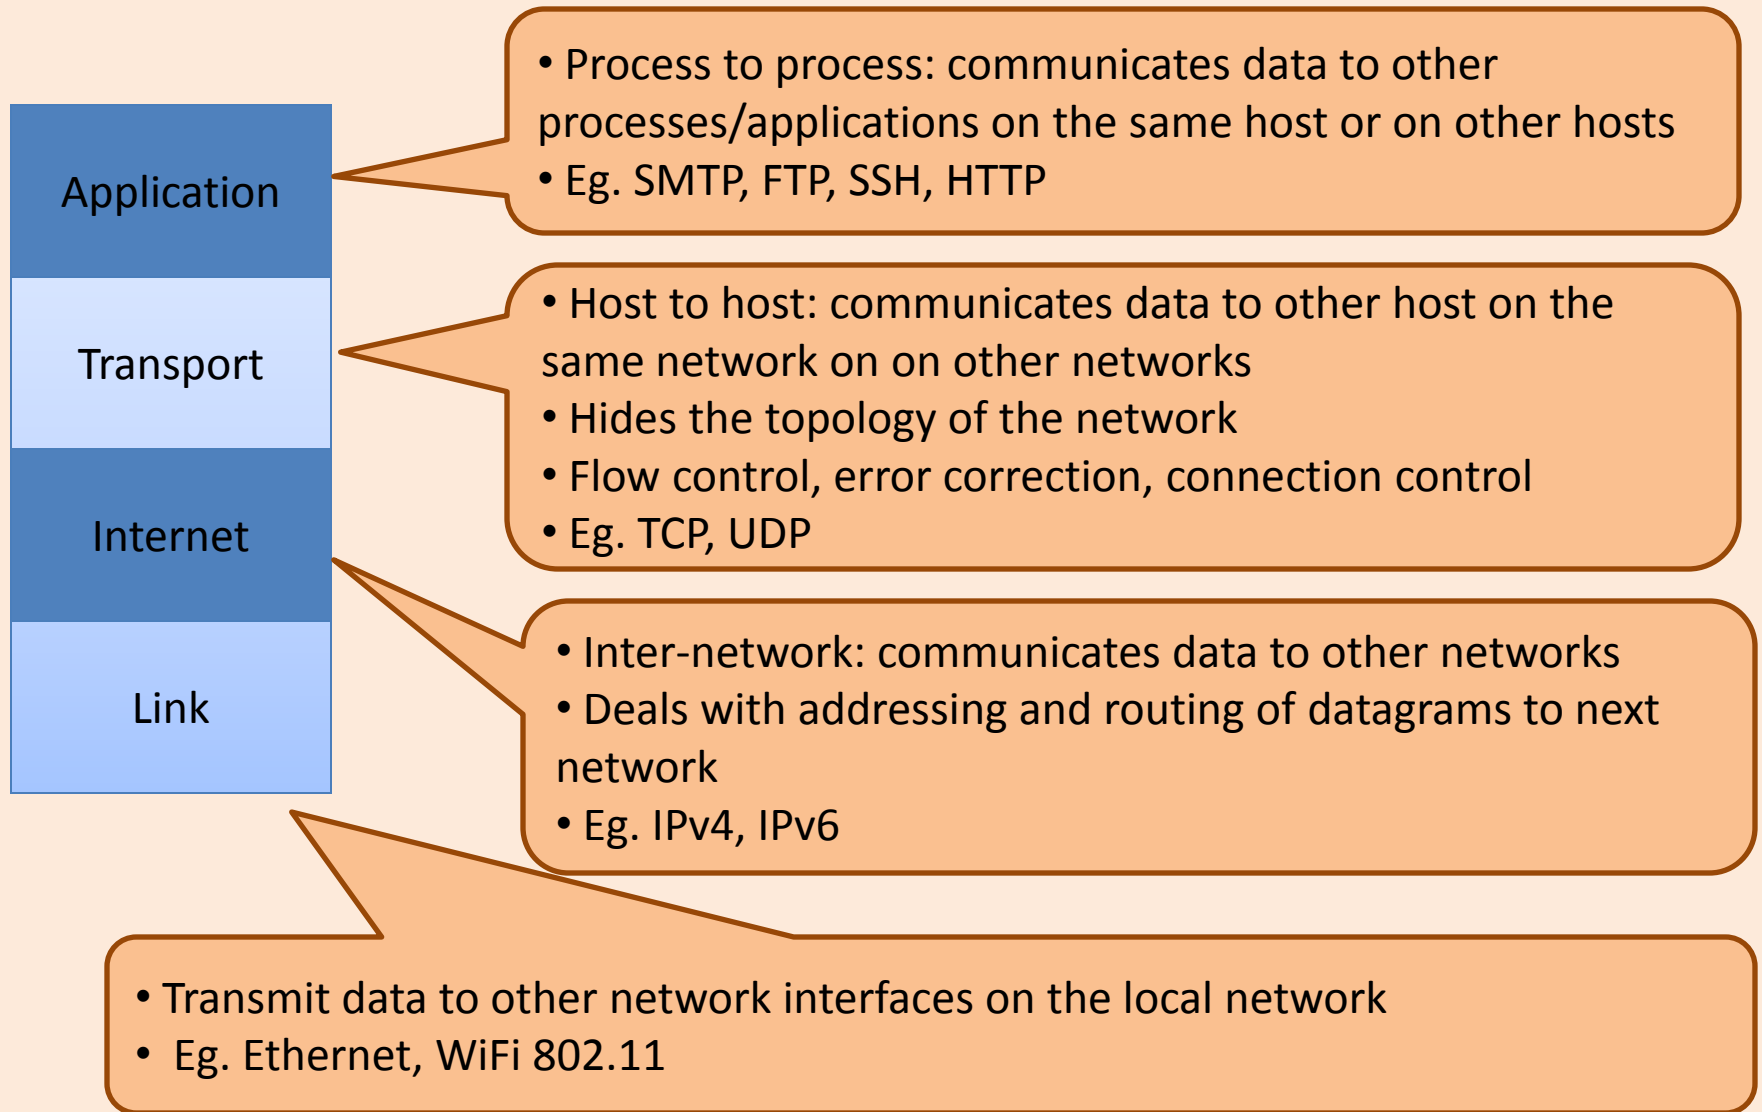 Application
• Process to process: communicates data to other
processes/applications on the same host or on other hosts
• Eg. SMTP, FTP, SSH, HTTP
Transport
• Host to host: communicates data to other host on the
same network on on other networks
• Hides the topology of the network
• Flow control, error correction, connection control
• Eg. TCP, UDP
Internet
• Inter-network: communicates data to other networks
• Deals with addressing and routing of datagrams to next
network
• Eg. IPv4, IPv6
Link
• Transmit data to other network interfaces on the local network
• Eg. Ethernet, WiFi 802.11